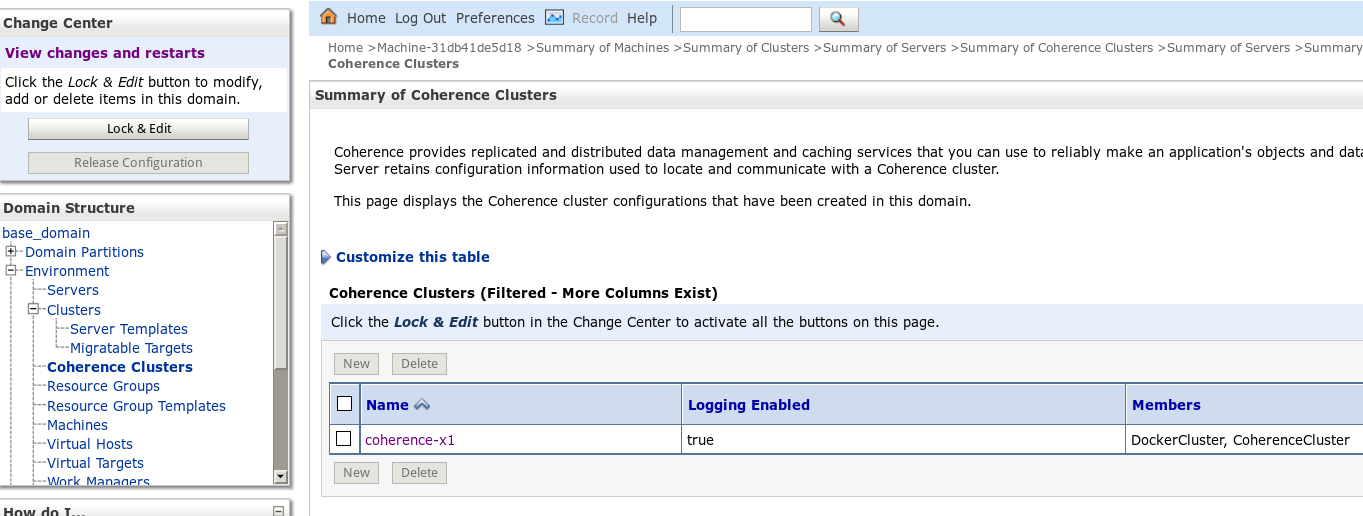 Change Center
View changes and restarts
Click the Lock & Edit button to modify,
add or delete items in this domain.
Lock & Edit
Release Configuration
Domain Structure
base_domain
Domain Partitions
Environment
Servers
Clusters
Server Templates
Migratable Targets
Coherence Clusters
Resource Groups
Resource Group Templates
Machines
Virtual Hosts
Virtual Targets
Work Managers
How do I...
Home Log Out Preferences Record Help
Home >Machine-31db41de5d18 >Summary of Machines >Summary of Clusters >Summary of Servers >Summary of Coherence Clusters >Summary of Servers >Summary
Coherence Clusters
Summary of Coherence Clusters
Coherence provides replicated and distributed data management and caching services that you can use to reliably make an application's objects and data
Server retains configuration information used to locate and communicate with a Coherence cluster.
This page displays the Coherence cluster configurations that have been created in this domain.
Customize this table
Coherence Clusters (Filtered - More Columns Exist)
Click the Lock & Edit button in the Change Center to activate all the buttons on this page.
New Delete
Name Logging Enabled Members
coherence-x1 true DockerCluster, CoherenceCluster
New Delete